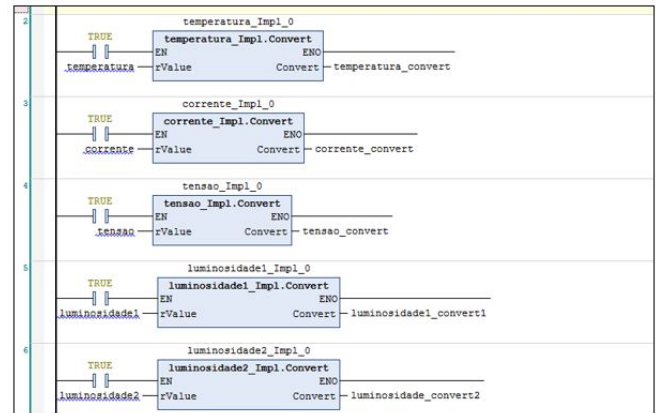 2
temperatura_Impl_0
TRUE
temperatura_Impl.Convert
EN ENO
temperatura rValue Convert temperatura_convert
3
corrente_Impl_0
TRUE
corrente_Impl.Convert
EN ENO
corrente rValue Convert corrente_convert
4
tensao_Impl_0
TRUE
tensao_Impl.Convert
EN ENO
tensao rValue Convert tensao_convert
5
luminosidade1_Impl_0
TRUE
luminosidade1_Impl.Convert
EN ENO
luminosidade1 rValue Convert luminosidade1_convert1
6
luminosidade2_Impl_0
TRUE
luminosidade2_Impl.Convert
EN ENO
luminosidade2 rValue Convert luminosidade_convert2